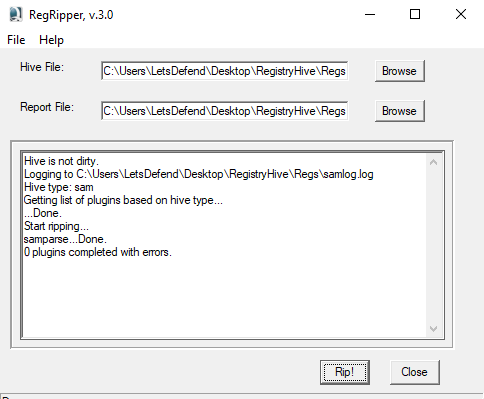 RegRipper, v.3.0
File Help
Hive File:
C:\Users\LetsDefend\Desktop\RegistryHive\Regs
Browse
Report File:
C:\Users\LetsDefend\Desktop\RegistryHive\Regs
Browse
Hive is not dirty.
Logging to C:\Users\LetsDefend\Desktop\RegistryHive\Regs\samlog.log
Hive type: sam
Getting list of plugins based on hive type...
...Done.
Start ripping...
samparse...Done.
0 plugins completed with errors.
Rip! Close